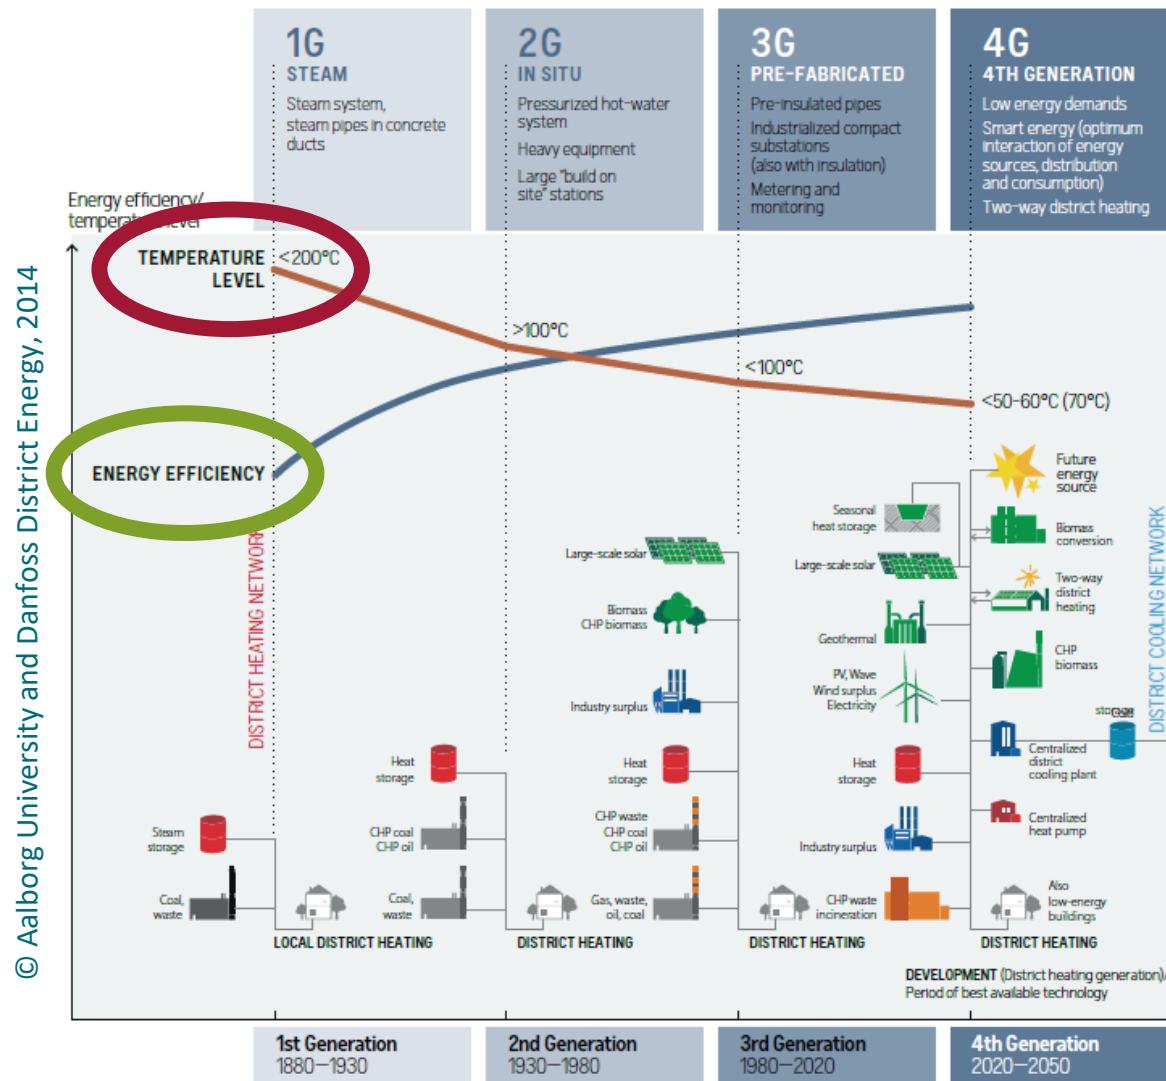 1G
STEAM
Steam system,
steam pipes in concrete
ducts
2G
IN SITU
Pressurized hot-water
system
Heavy equipment
Large "build on
site" stations
3G
PRE-FABRICATED
Pre-insulated pipes
Industrialized compact
substations
(also with insulation)
Metering and
monitoring
4G
4TH GENERATION
Low energy demands
Smart energy (optimum
interaction of energy
sources, distribution
and consumption)
Two-way district heating
Energy efficiency/
temperature level
TEMPERATURE
LEVEL
<200°C
>100°C
<100°C
<50-60°C (70°C)
ENERGY EFFICIENCY
© Aalborg University and Danfoss District Energy, 2014
DISTRICT HEATING NETWORK
Steam
storage
Coal,
waste
LOCAL DISTRICT HEATING
Heat
storage
CHP coal
CHP oil
Coal,
waste
DISTRICT HEATING
Large-scale solar
Biomass
CHP biomass
Industry surplus
Heat
storage
CHP waste
CHP coal
CHP oil
Gas, waste,
oil, coal
DISTRICT HEATING
Seasonal
heat storage
Large-scale solar
Geothermal
PV, Wave
Wind surplus
Electricity
Heat
storage
Industry surplus
CHP waste
incineration
Future
energy
source
Biomass
conversion
Two-way
district
heating
CHP
biomass
storage
Centralized
district
cooling plant
Centralized
heat pump
Also
low-energy
buildings
DISTRICT HEATING
DISTRICT COOLING NETWORK
DEVELOPMENT (District heating generation)/
Period of best available technology
1st Generation
1880–1930
2nd Generation
1930–1980
3rd Generation
1980–2020
4th Generation
2020–2050